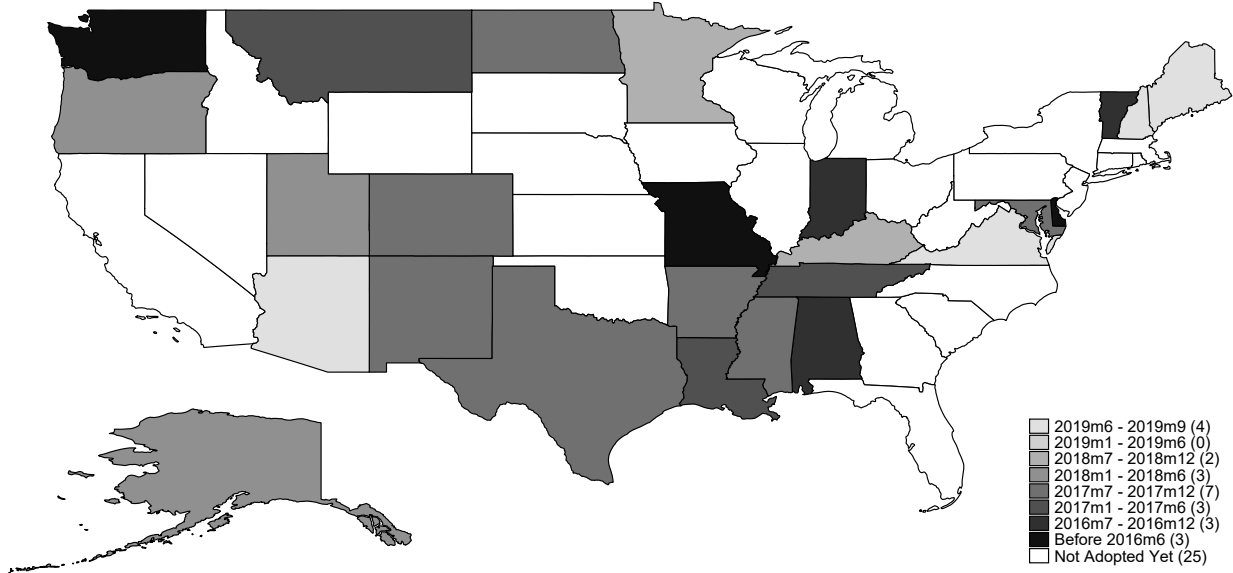 2019m6 - 2019m9 (4)
2019m1 - 2019m6 (0)
2018m7 - 2018m12 (2)
2018m1 - 2018m6 (3)
2017m7 - 2017m12 (7)
2017m1 - 2017m6 (3)
2016m7 - 2016m12 (3)
Before 2016m6 (3)
Not Adopted Yet (25)